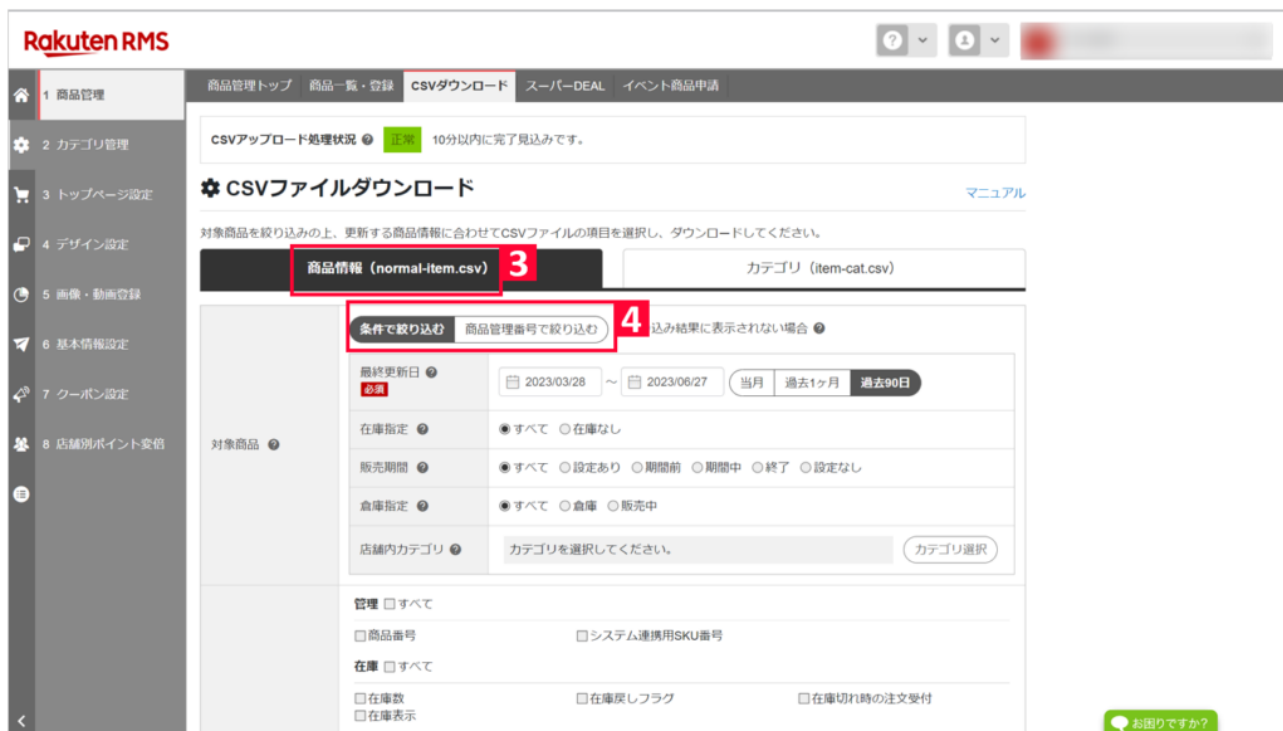 Rakuten RMS
1 商品管理
2 カテゴリ管理
3 トップページ設定
4 デザイン設定
5 画像・動画登録
6 基本情報設定
7 クーポン設定
8 店舗別ポイント変倍
商品管理トップ 商品一覧・登録 CSVダウンロード スーパーDEAL イベント商品申請
CSVアップロード処理状況 ? 正常 10分以内に完了見込みです。
CSVファイルダウンロード マニュアル
対象商品を絞り込みの上、更新する商品情報に合わせてCSVファイルの項目を選択し、ダウンロードしてください。
商品情報（normal-item.csv） 3 カテゴリ（item-cat.csv）
条件で絞り込む 商品管理番号で絞り込む 4 込み結果に表示されない場合 ?
対象商品 ?
最終更新日 ? 必須 2023/03/28 ～ 2023/06/27 当月 過去1ヶ月 過去90日
在庫指定 ? すべて 在庫なし
販売期間 ? すべて 設定あり 期間前 期間中 終了 設定なし
倉庫指定 ? すべて 倉庫 販売中
店舗内カテゴリ ? カテゴリを選択してください。 カテゴリ選択
管理 すべて
商品番号 システム連携用SKU番号
在庫 すべて
在庫数 在庫戻しフラグ 在庫切れ時の注文受付
在庫表示
お困りですか?